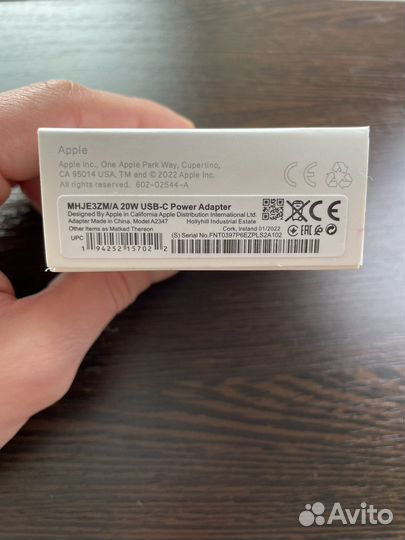 Apple
Apple Inc., One Apple Park Way, Cupertino,
CA 95014 USA. TM and © 2022 Apple Inc.
All rights reserved. 602-02544-A
MHJE3ZM/A 20W USB-C Power Adapter
Designed By Apple in California Apple Distribution International Ltd.
Adapter Made in China, Model A2347 Hollyhill Industrial Estate
Other Items as Marked Thereon Cork, Ireland 01/2022
UPC (S) Serial No.FNT0397P6EZPLS2A102
1 94252 15702 2
CE
CE EAC
Avito